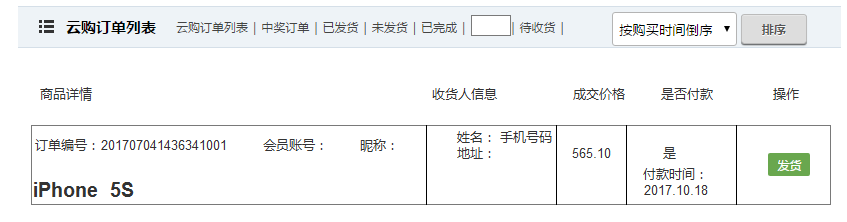 云购订单列表 云购订单列表 | 中奖订单 | 已发货 | 未发货 | 已完成 | | 待收货 | 按购买时间倒序 排序
商品详情 收货人信息 成交价格 是否付款 操作
订单编号：201707041436341001 会员账号： 昵称：
iPhone 5S
姓名： 手机号码
地址：
565.10
是
付款时间：
2017.10.18
发货